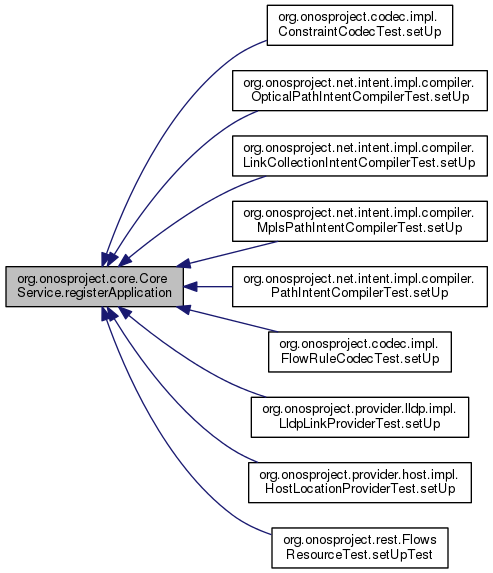 org.onosproject.codec.impl.
ConstraintCodecTest.setUp
org.onosproject.net.intent.impl.compiler.
OpticalPathIntentCompilerTest.setUp
org.onosproject.net.intent.impl.compiler.
LinkCollectionIntentCompilerTest.setUp
org.onosproject.net.intent.impl.compiler.
MplsPathIntentCompilerTest.setUp
org.onosproject.core.Core
Service.registerApplication
org.onosproject.net.intent.impl.compiler.
PathIntentCompilerTest.setUp
org.onosproject.codec.impl.
FlowRuleCodecTest.setUp
org.onosproject.provider.lldp.impl.
LldpLinkProviderTest.setUp
org.onosproject.provider.host.impl.
HostLocationProviderTest.setUp
org.onosproject.rest.Flows
ResourceTest.setUpTest